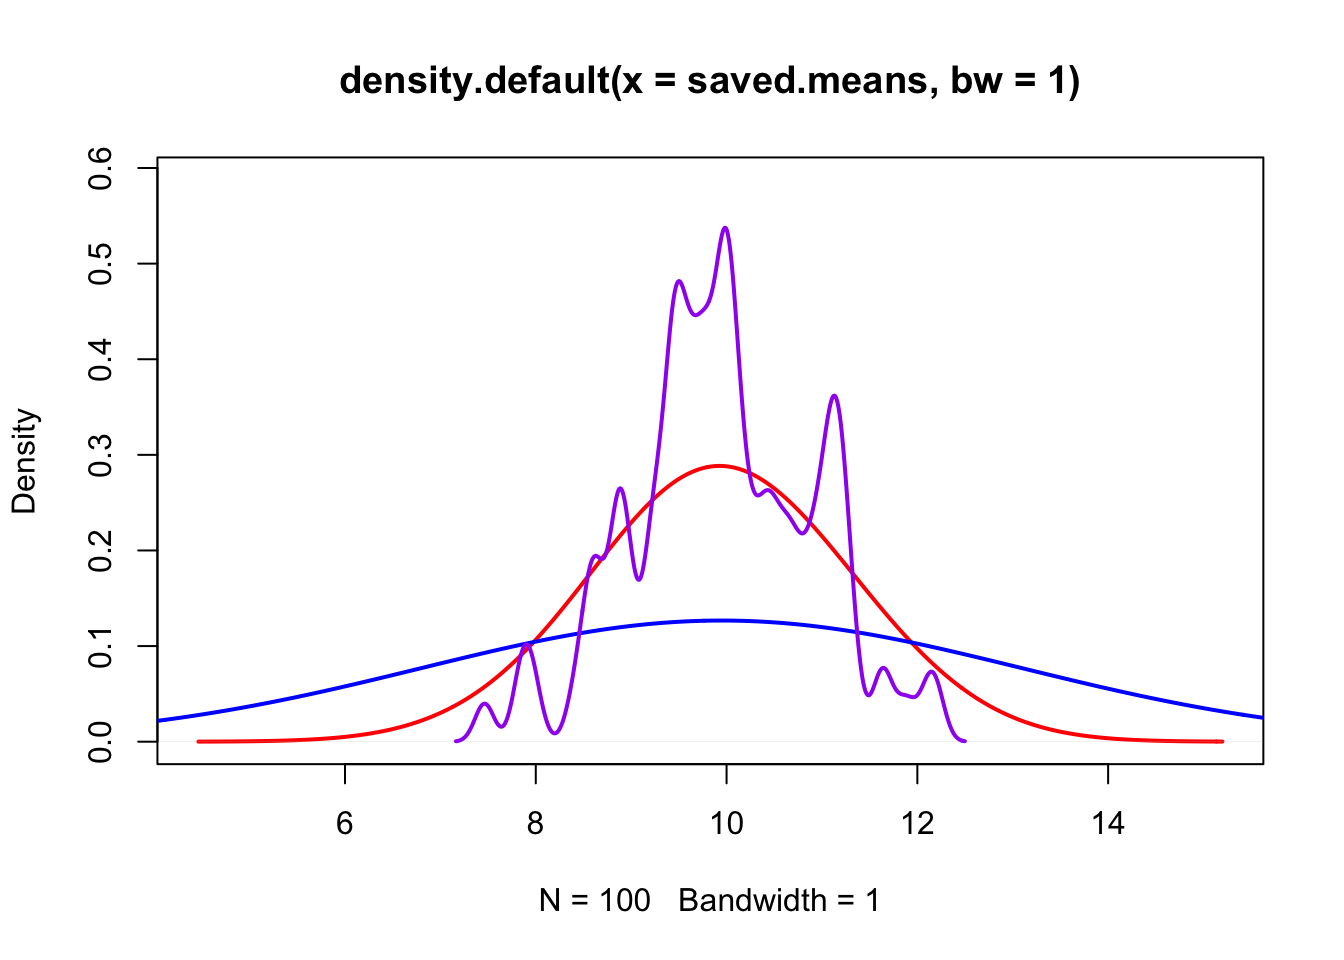 density.default(x = saved.means, bw = 1)
Density
0.6
0.5
0.4
0.3
0.2
0.1
0.0
6 8 10 12 14
N = 100 Bandwidth = 1